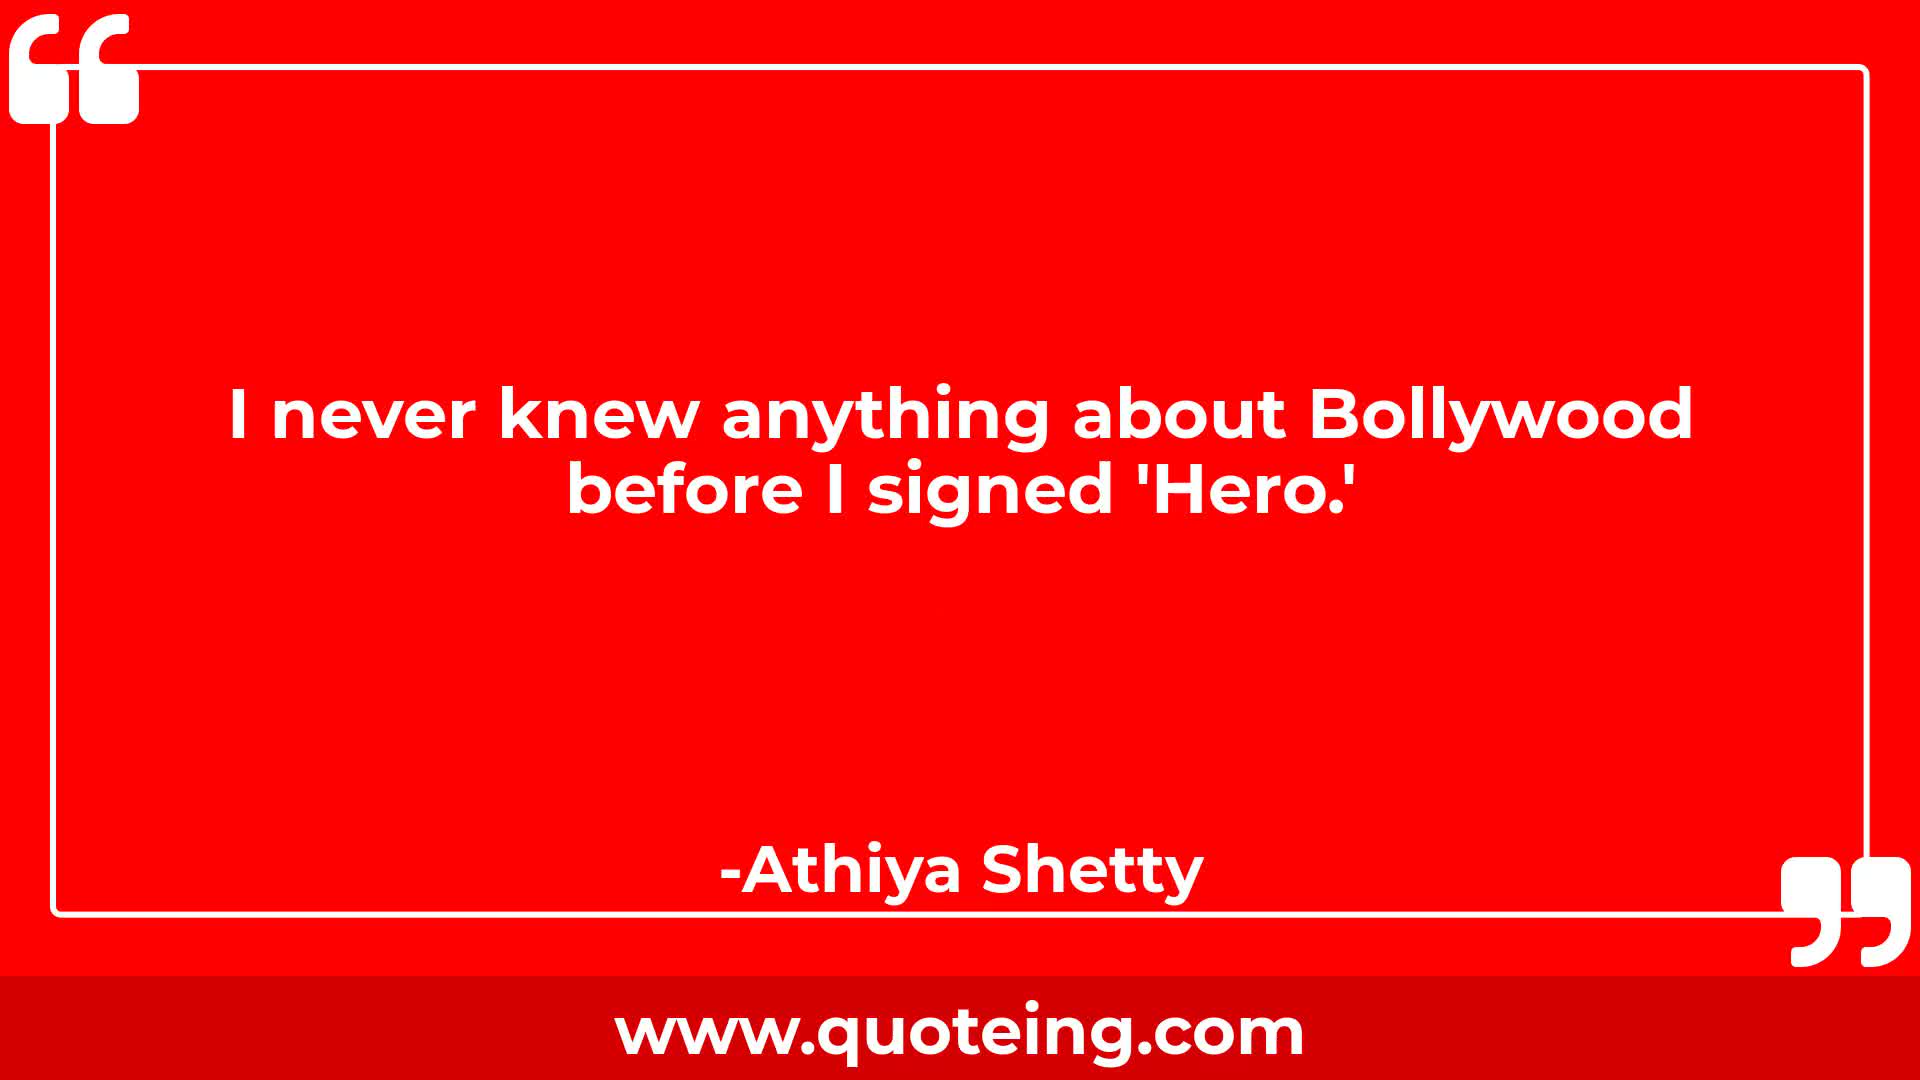 I never knew anything about Bollywood
before I signed 'Hero.'
-Athiya Shetty
www.quoteing.com